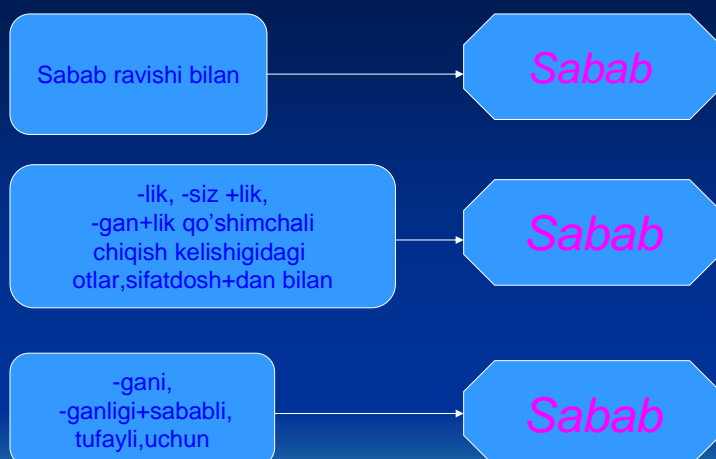 Sabab ravishi bilan
Sabab
-lik, -siz +lik,
-gan+lik qo’shimchali
chiqish kelishigidagi
otlar,sifatdosh+dan bilan
Sabab
-gani,
-ganligi+sababli,
tufayli,uchun
Sabab